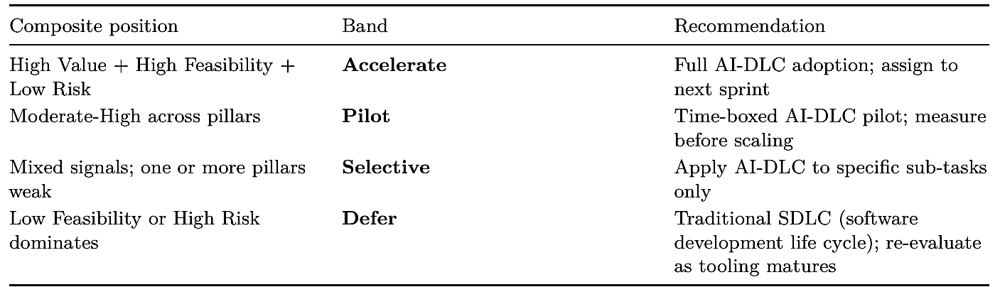 Composite position Band Recommendation
High Value + High Feasibility + Accelerate Full AI-DLC adoption; assign to
Low Risk next sprint
Moderate-High across pillars Pilot Time-boxed AI-DLC pilot; measure
before scaling
Mixed signals; one or more pillars Selective Apply AI-DLC to specific sub-tasks
weak only
Low Feasibility or High Risk Defer Traditional SDLC (software
dominates development life cycle); re-evaluate
as tooling matures